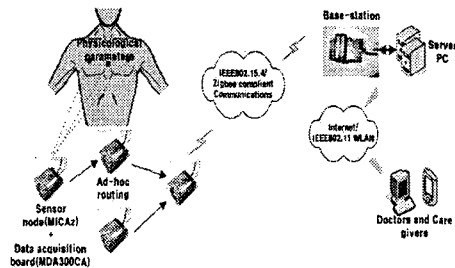 Physicological
parameters
IEEE802.15.4/
Zigbee compliant
Communications
Base-station
Server
PC
Internet/
IEEE802.11 WLAN
Ad-hoc
routing
Sensor
node(MICAz)
+
Data acquisition
board(MDA300CA)
Doctors and Care
givers